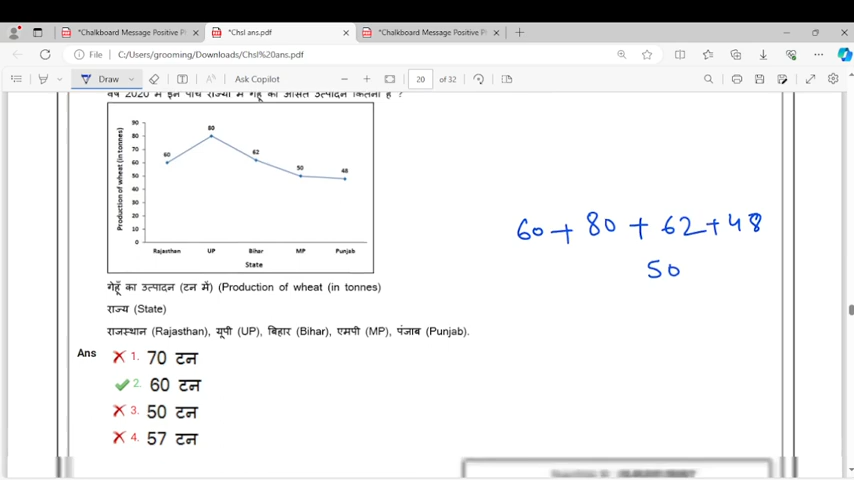 *Chalkboard Message Positive P
*Chsl ans.pdf
*Chalkboard Message Positive P
File C:/Users/grooming/Downloads/Chsl%20ans.pdf
Draw
Ask Copilot
20 of 32
वर्ष 2020 में इन पांच राज्यों में गेहूं का औसत उत्पादन कितना है ?
Production of wheat (in tonnes)
90
80
70
60
50
40
30
20
10
0
60
80
62
50
48
Rajasthan UP Bihar MP Punjab
State
60 + 80 + 62 + 48
50
गेहूँ का उत्पादन (टन में) (Production of wheat (in tonnes)
राज्य (State)
राजस्थान (Rajasthan), यूपी (UP), बिहार (Bihar), एमपी (MP), पंजाब (Punjab).
Ans
1. 70 टन
2. 60 टन
3. 50 टन
4. 57 टन